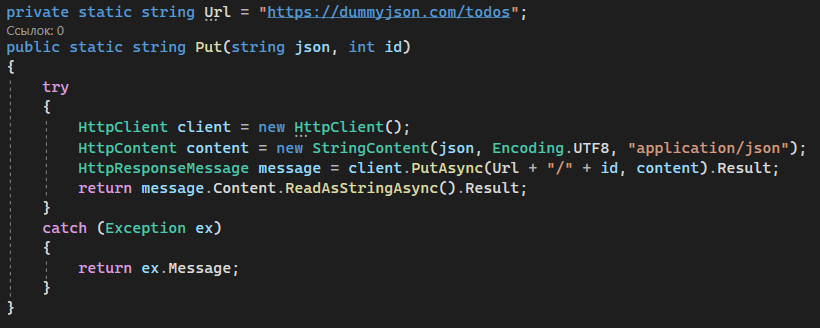 private static string Url = "https://dummyjson.com/todos";
Ссылок: 0
public static string Put(string json, int id)
{
try
{
HttpClient client = new HttpClient();
HttpContent content = new StringContent(json, Encoding.UTF8, "application/json");
HttpResponseMessage message = client.PutAsync(Url + "/" + id, content).Result;
return message.Content.ReadAsStringAsync().Result;
}
catch (Exception ex)
{
return ex.Message;
}
}